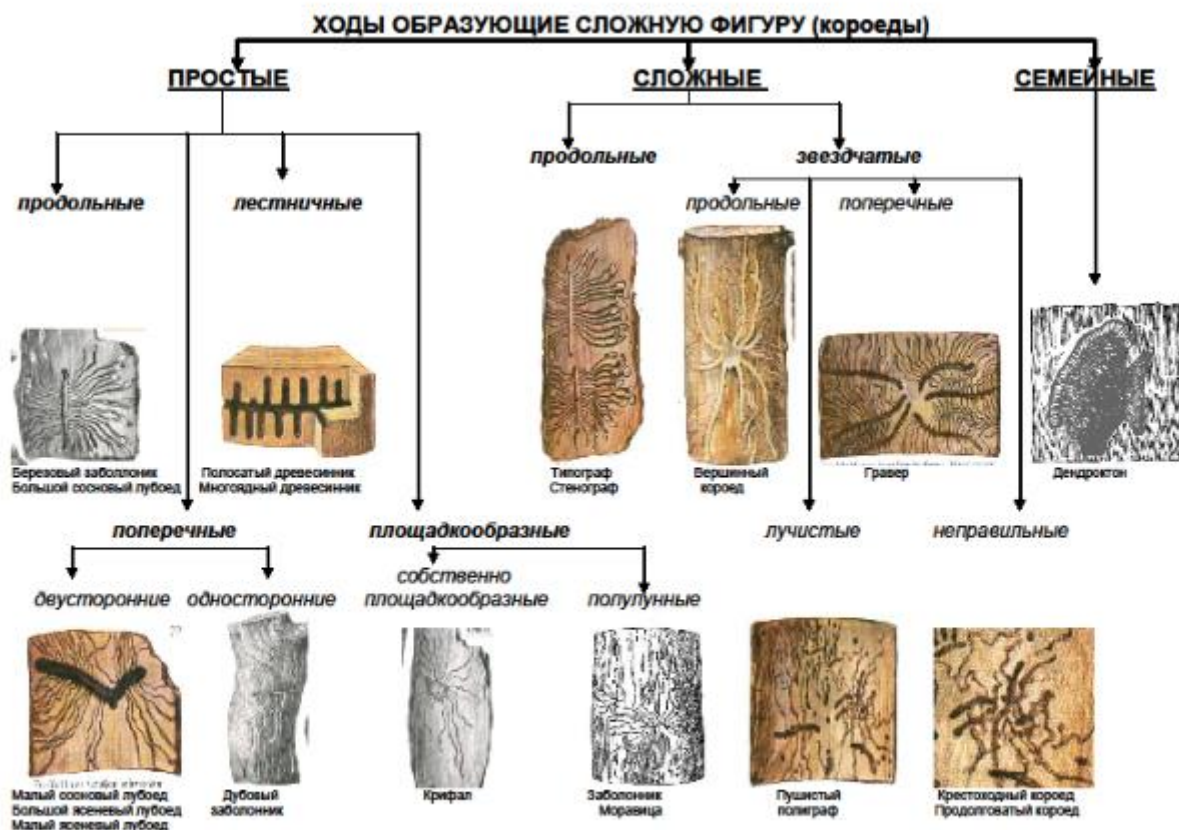 ХОДЫ ОБРАЗУЮЩИЕ СЛОЖНУЮ ФИГУРУ (короеды)
ПРОСТЫЕ
СЛОЖНЫЕ
СЕМЕЙНЫЕ
продольные
звездчатые
продольные
лестничные
продольные
поперечные
Березовый заболлоник
Большой сосновый лубоед
Полосатый древесинник
Многоядный древесинник
Типограф
Стенограф
Вершинный
короед
Гравер
Дендроктон
поперечные
площадкообразные
лучистые
неправильные
двусторонние
односторонние
собственно
площадкообразные
популунные
Малый сосновый лубоед
Большой ясеневый лубоед
Малый ясеневый лубоед
Дубовый
заболонник
Крифал
Заболонник
Моравица
Пушистый
полиграф
Крестоходный короед
Продолговатый короед